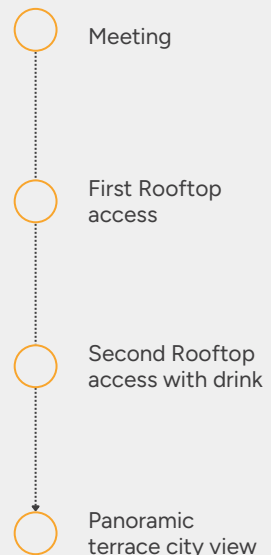 Meeting
First Rooftop
access
Second Rooftop
access with drink
Panoramic
terrace city view